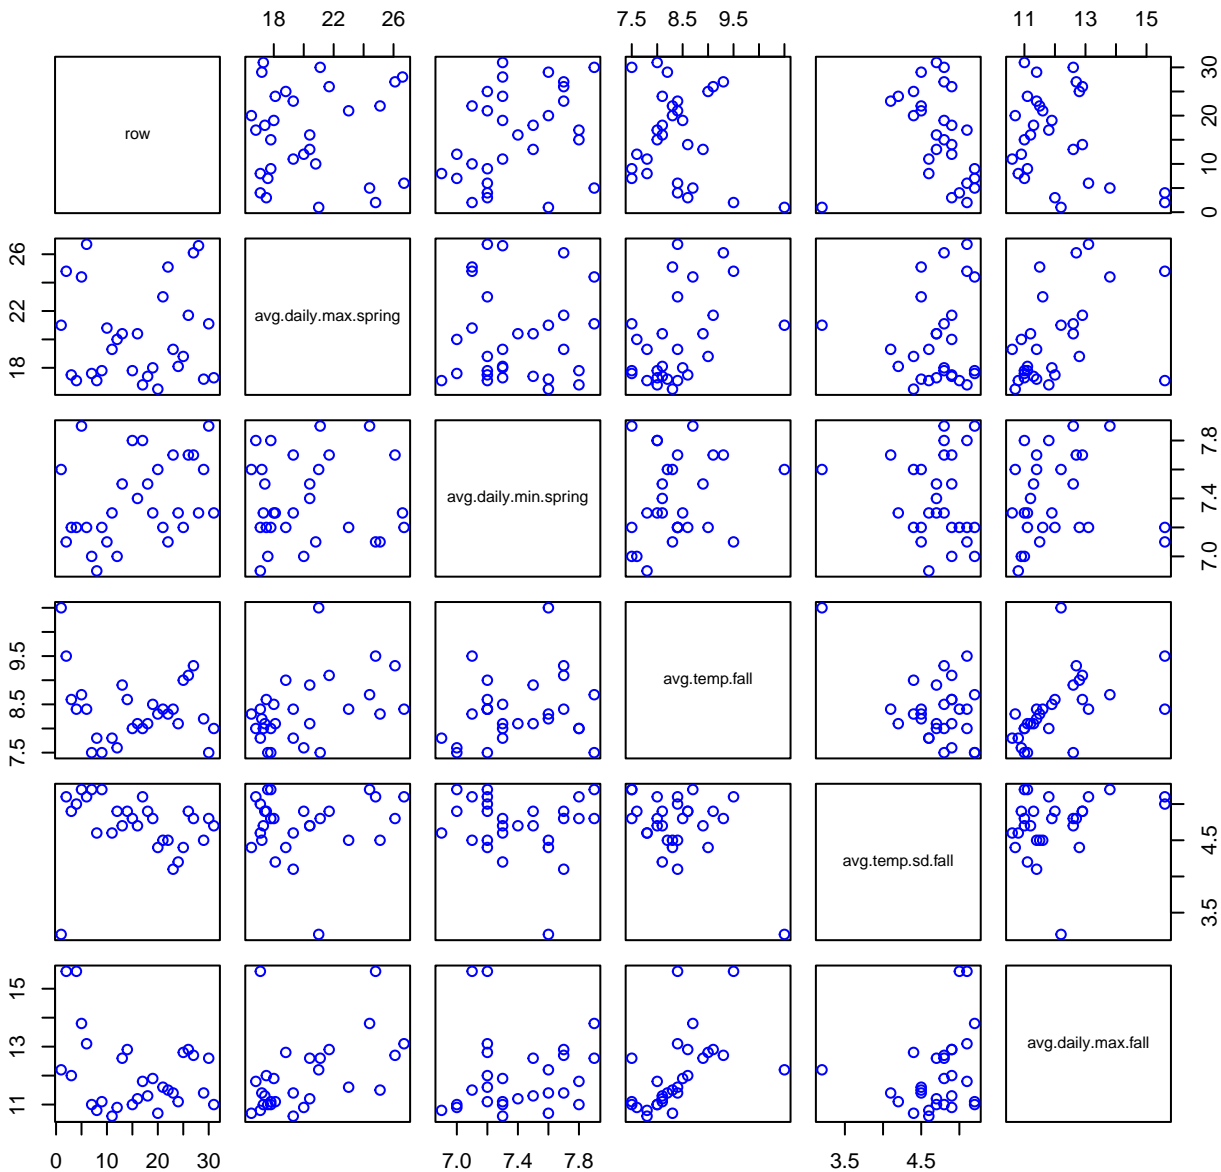 18 22 26 7.5 8.5 9.5 11 13 15
row
0 10 20 30
18 22 26
avg.daily.max.spring
avg.daily.min.spring
7.0 7.4 7.8
7.5 8.5 9.5
avg.temp.fall
avg.temp.sd.fall
3.5 4.5
11 13 15
avg.daily.max.fall
0 10 20 30 7.0 7.4 7.8 3.5 4.5